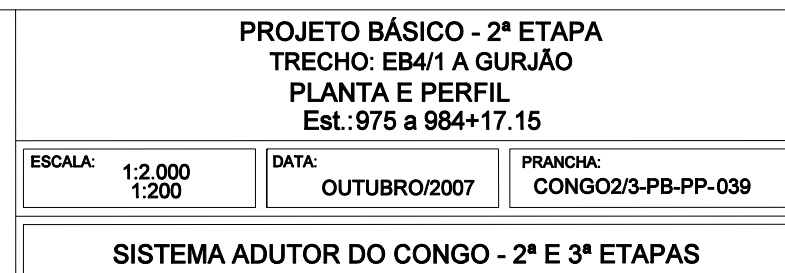 PROJETO BÁSICO - 2ª ETAPA
TRECHO: EB4/1 A GURJÃO
PLANTA E PERFIL
Est.:975 a 984+17.15
ESCALA:
1:2.000
1:200
DATA:
OUTUBRO/2007
PRANCHA:
CONGO2/3-PB-PP-039
SISTEMA ADUTOR DO CONGO - 2ª E 3ª ETAPAS